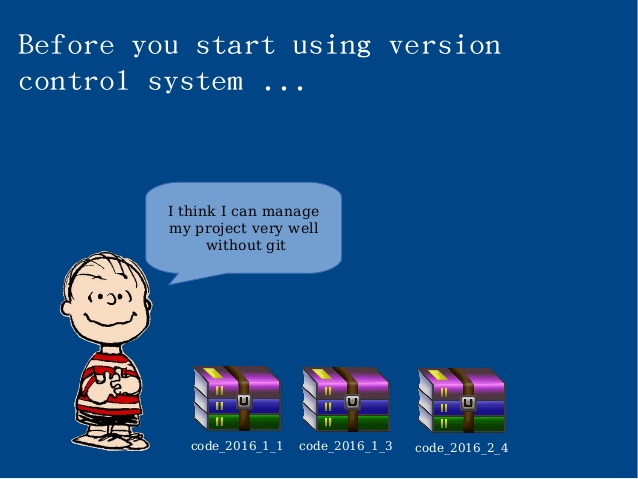 Before you start using version
control system ...
I think I can manage
my project very well
without git
code_2016_1_1
code_2016_1_3
code_2016_2_4